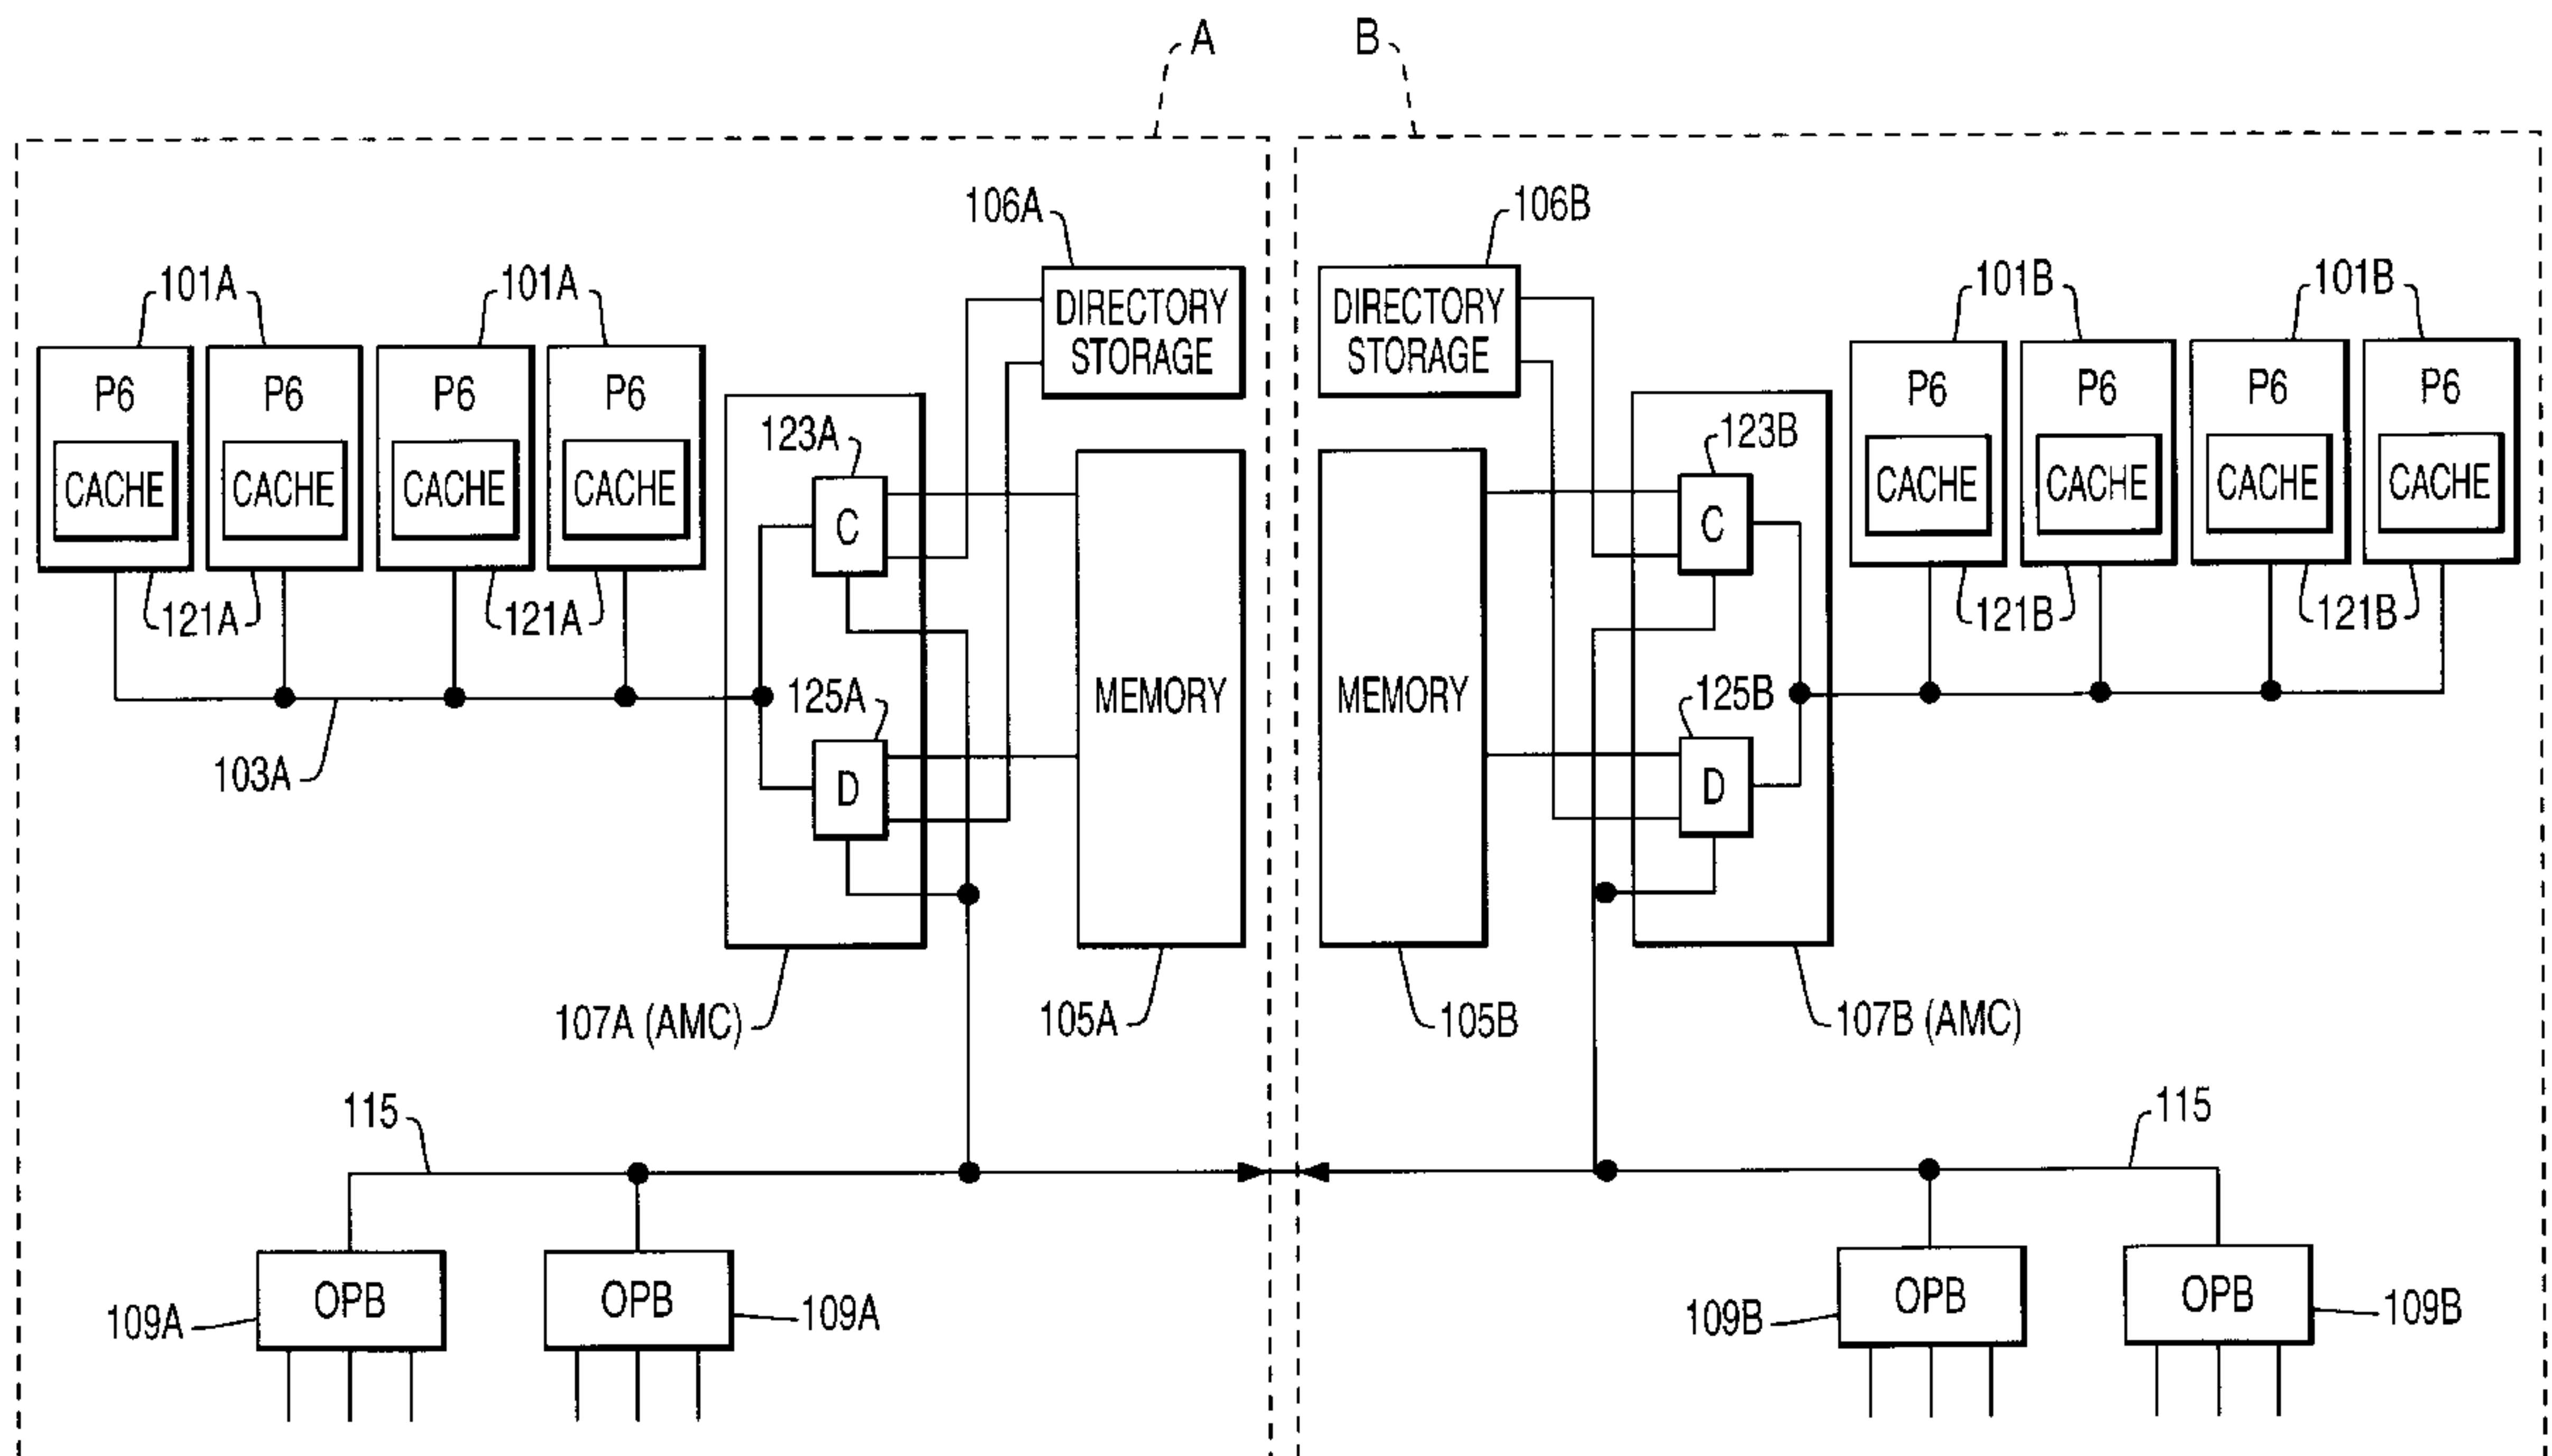 A
B
106A
106B
101A
101A
101B
101B
DIRECTORY
STORAGE
DIRECTORY
STORAGE
P6
P6
P6
P6
P6
P6
P6
P6
123A
123B
CACHE
CACHE
CACHE
CACHE
C
C
CACHE
CACHE
CACHE
CACHE
121A
121A
121B
121B
125A
MEMORY
MEMORY
125B
103A
D
D
107A (AMC)
105A
105B
107B (AMC)
115
115
109A
OPB
OPB
109A
109B
OPB
OPB
109B